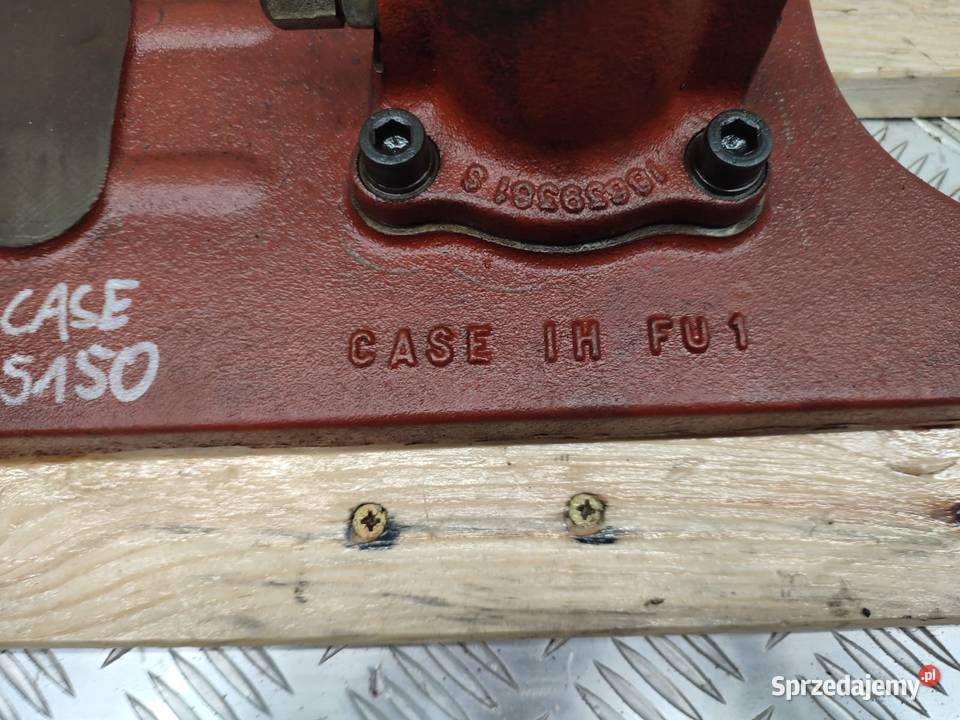 CASE
5150
CASE IH FU1
Sprzedajemy.pl